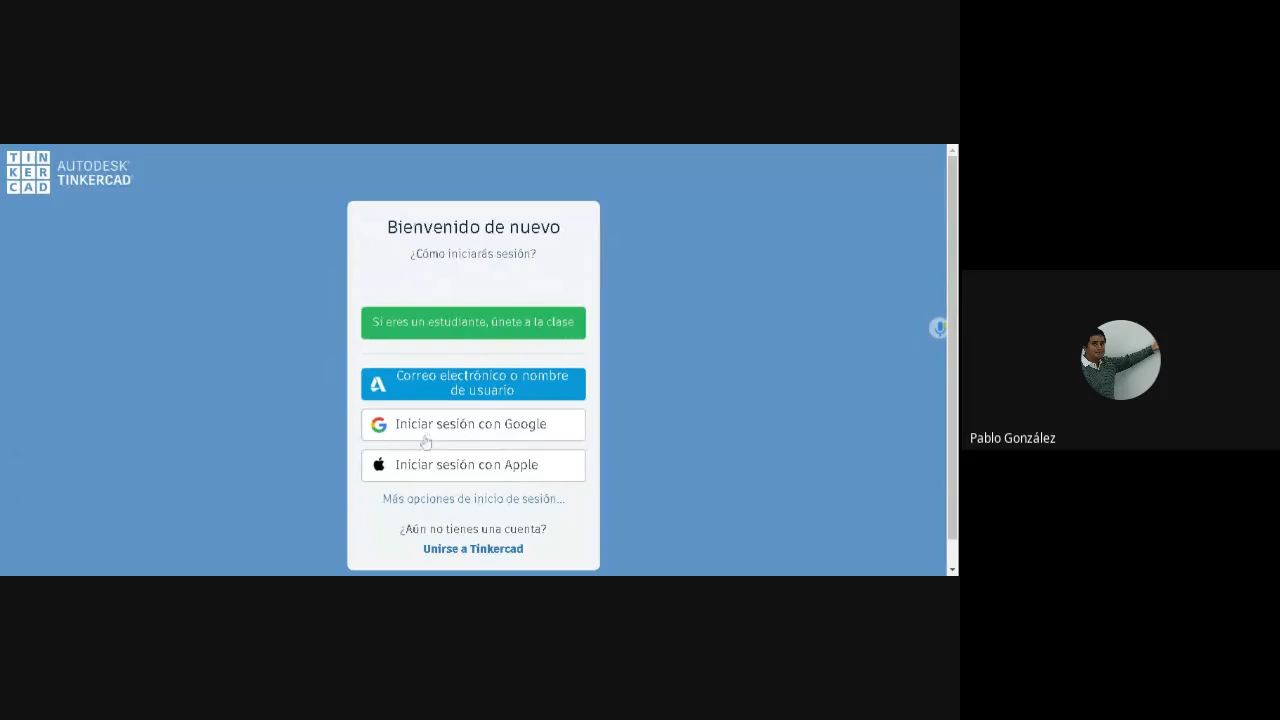 TIN
KER
CAD
AUTODESK®
TINKERCAD®
Bienvenido de nuevo
¿Cómo iniciarás sesión?
Si eres un estudiante, únete a la clase
Correo electrónico o nombre
de usuario
Iniciar sesión con Google
Iniciar sesión con Apple
Más opciones de inicio de sesión...
¿Aún no tienes una cuenta?
Unirse a Tinkercad
Pablo González